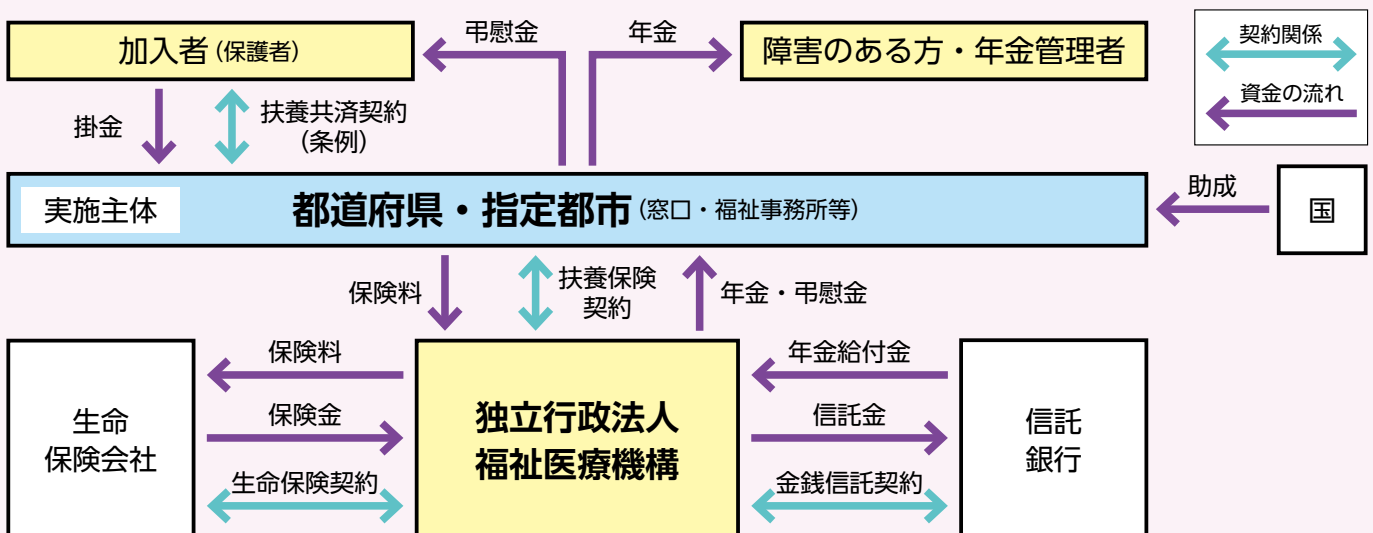 加入者(保護者)
弔慰金
年金
障害のある方・年金管理者
契約関係
資金の流れ
掛金
扶養共済契約
(条例)
実施主体
都道府県・指定都市(窓口・福祉事務所等)
助成
国
保険料
扶養保険
契約
年金・弔慰金
生命
保険会社
保険料
保険金
生命保険契約
独立行政法人
福祉医療機構
年金給付金
信託金
金銭信託契約
信託
銀行